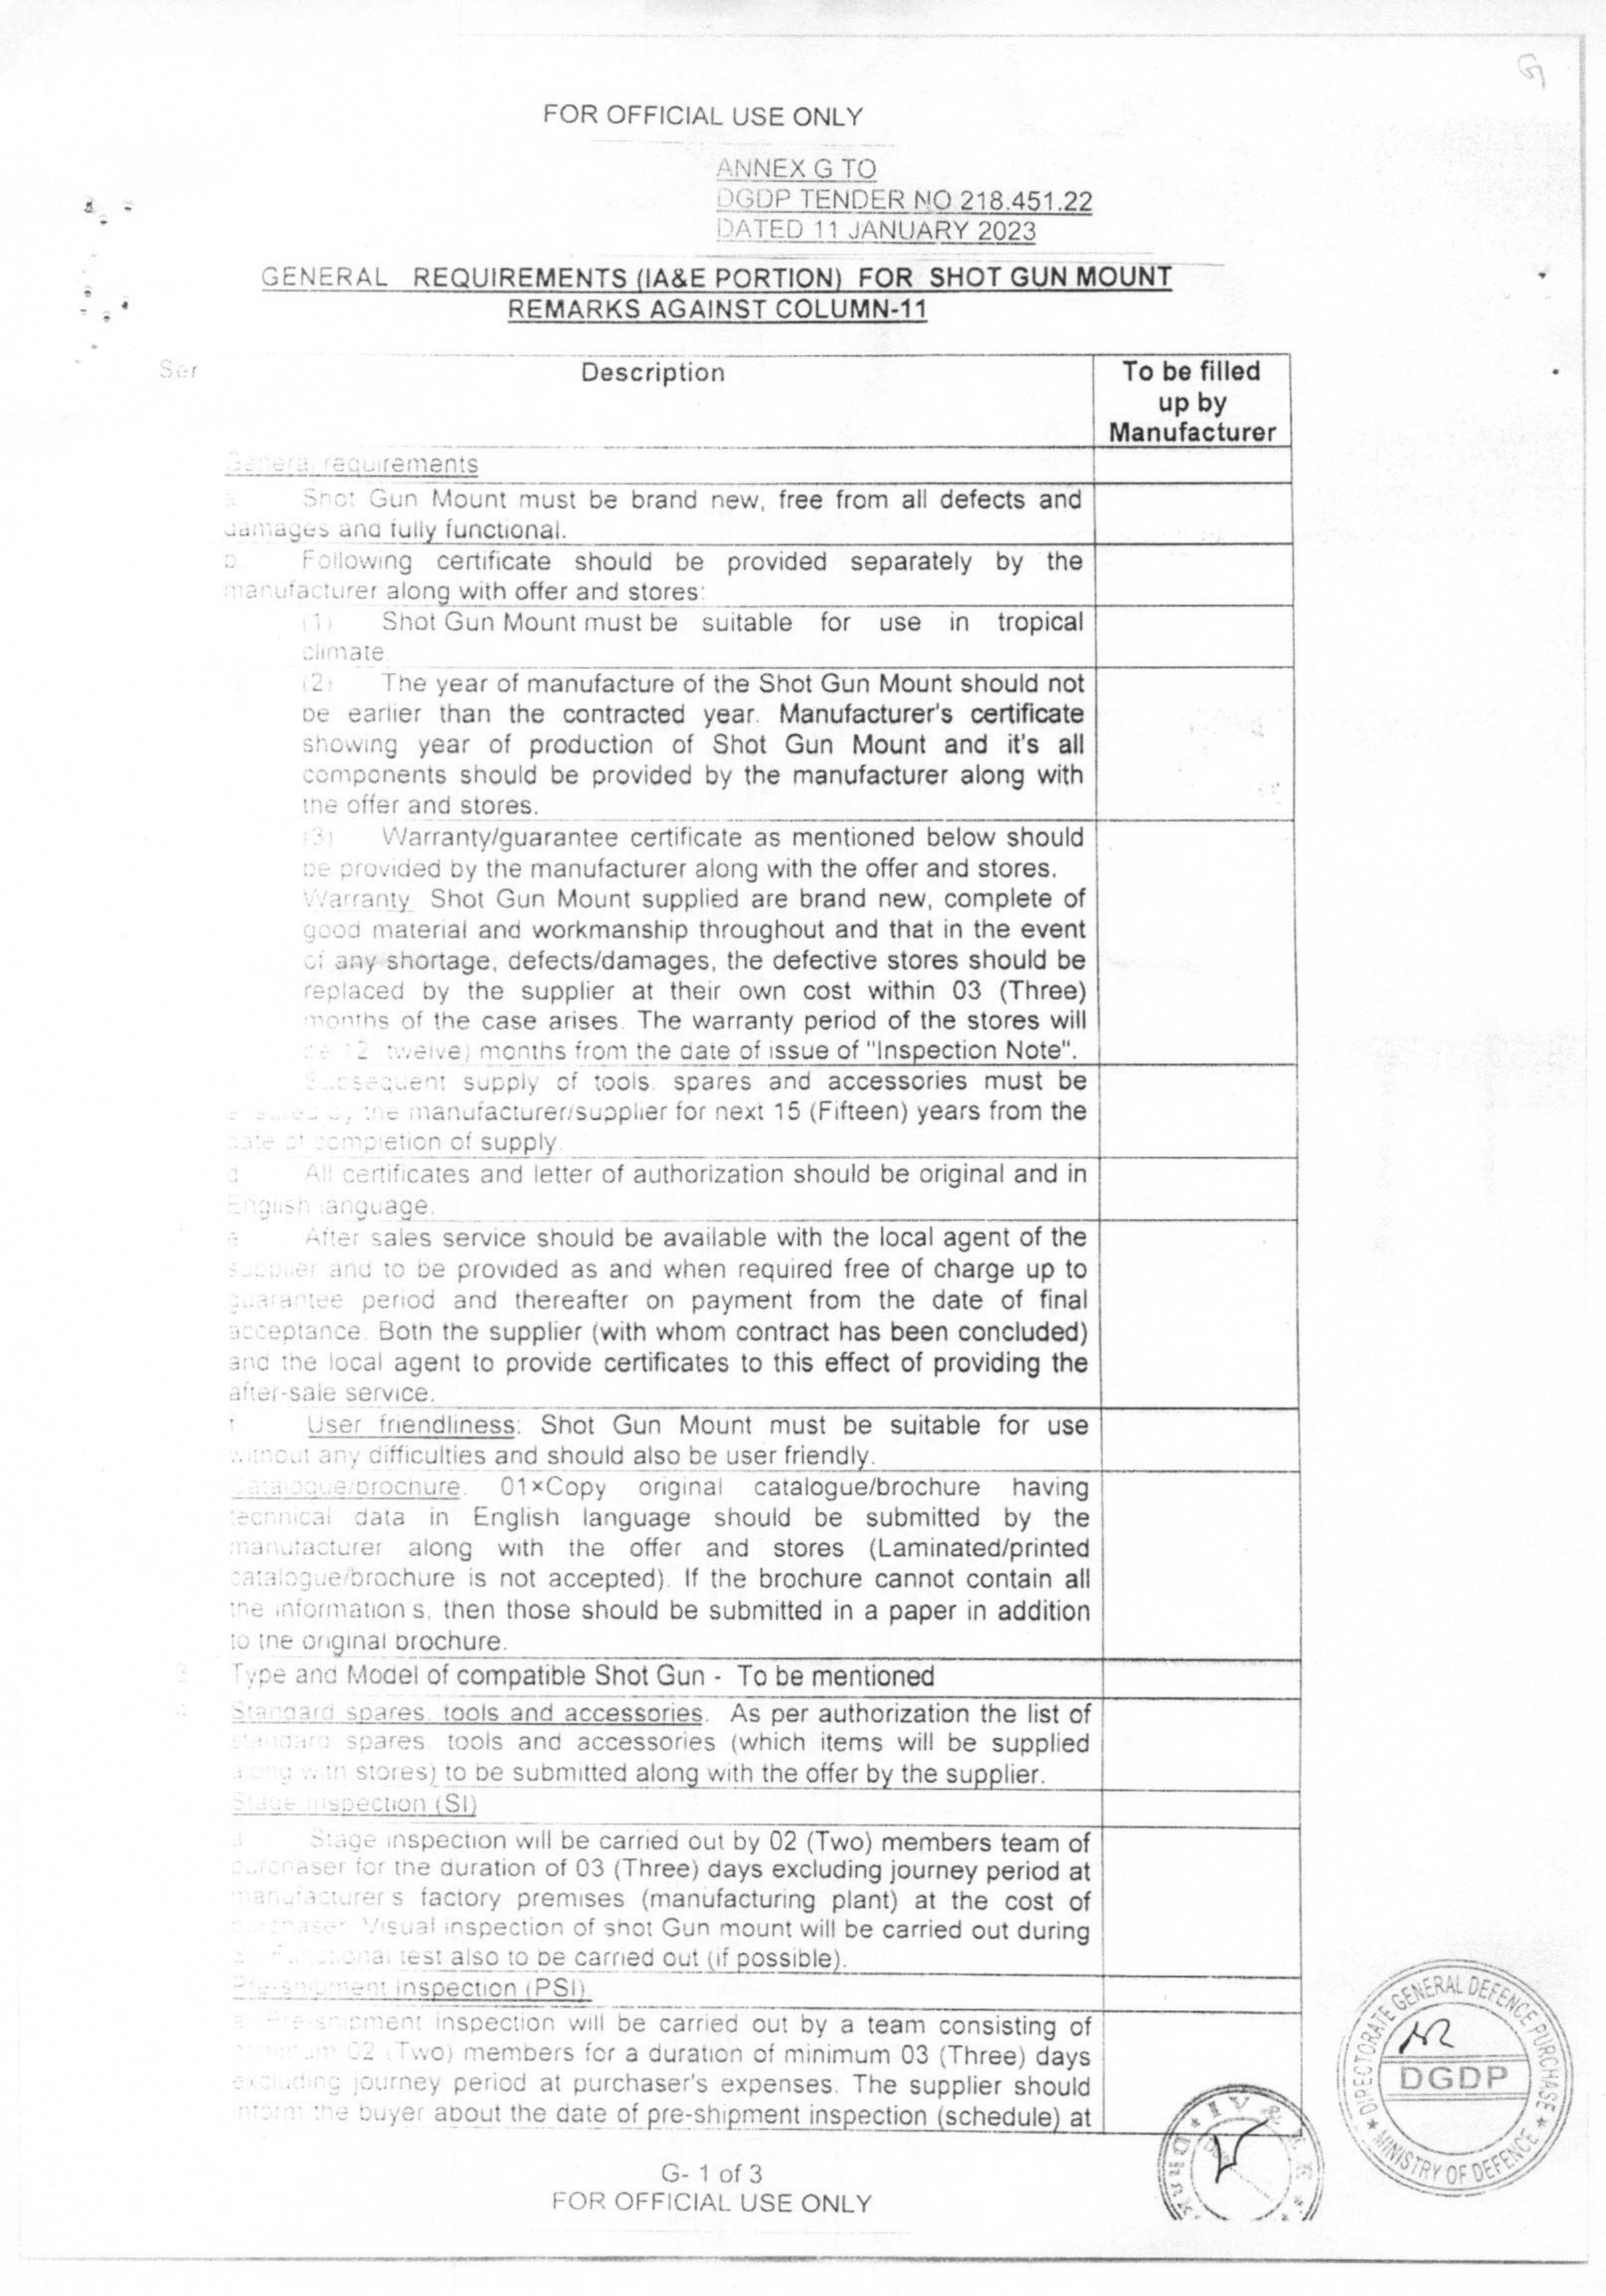 G
FOR OFFICIAL USE ONLY
ANNEX G TO
DGDP TENDER NO 218.451.22
DATED 11 JANUARY 2023
GENERAL REQUIREMENTS (IA&E PORTION) FOR SHOT GUN MOUNT
REMARKS AGAINST COLUMN-11
Ser
Description
To be filled
up by
Manufacturer
General requirements
a. Shot Gun Mount must be brand new, free from all defects and
damages and fully functional.
b. Following certificate should be provided separately by the
manufacturer along with offer and stores:
(1) Shot Gun Mount must be suitable for use in tropical
climate.
(2) The year of manufacture of the Shot Gun Mount should not
be earlier than the contracted year. Manufacturer's certificate
showing year of production of Shot Gun Mount and it's all
components should be provided by the manufacturer along with
the offer and stores.
(3) Warranty/guarantee certificate as mentioned below should
be provided by the manufacturer along with the offer and stores.
Warranty. Shot Gun Mount supplied are brand new, complete of
good material and workmanship throughout and that in the event
of any shortage, defects/damages, the defective stores should be
replaced by the supplier at their own cost within 03 (Three)
months of the case arises. The warranty period of the stores will
be 12 (twelve) months from the date of issue of "Inspection Note".
Subsequent supply of tools, spares and accessories must be
ensured by the manufacturer/supplier for next 15 (Fifteen) years from the
date of completion of supply.
d. All certificates and letter of authorization should be original and in
English language.
e. After sales service should be available with the local agent of the
supplier and to be provided as and when required free of charge up to
guarantee period and thereafter on payment from the date of final
acceptance. Both the supplier (with whom contract has been concluded)
and the local agent to provide certificates to this effect of providing the
after-sale service.
f. User friendliness: Shot Gun Mount must be suitable for use
without any difficulties and should also be user friendly.
Catalogue/brochure. 01×Copy original catalogue/brochure having
technical data in English language should be submitted by the
manufacturer along with the offer and stores (Laminated/printed
catalogue/brochure is not accepted). If the brochure cannot contain all
the information's, then those should be submitted in a paper in addition
to the original brochure.
3. Type and Model of compatible Shot Gun - To be mentioned
4. Standard spares, tools and accessories. As per authorization the list of
standard spares, tools and accessories (which items will be supplied
along with stores) to be submitted along with the offer by the supplier.
Stage Inspection (SI)
a. Stage inspection will be carried out by 02 (Two) members team of
purchaser for the duration of 03 (Three) days excluding journey period at
manufacturer's factory premises (manufacturing plant) at the cost of
purchaser. Visual inspection of shot Gun mount will be carried out during
SI. Functional test also to be carried out (if possible).
Pre-shipment Inspection (PSI)
a. Pre-shipment inspection will be carried out by a team consisting of
minimum 02 (Two) members for a duration of minimum 03 (Three) days
excluding journey period at purchaser's expenses. The supplier should
inform the buyer about the date of pre-shipment inspection (schedule) at
DIRECTORATE GENERAL DEFENCE PURCHASE
DGDP
MINISTRY OF DEFENCE
G- 1 of 3
FOR OFFICIAL USE ONLY